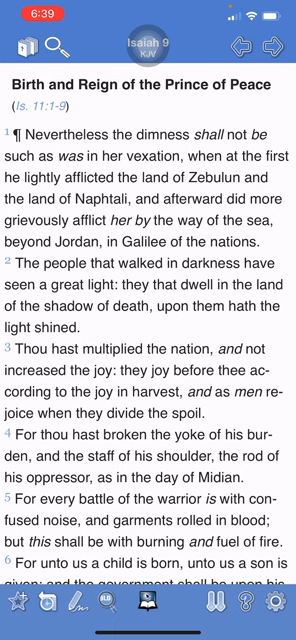 6:39
Isaiah 9
KJV
Birth and Reign of the Prince of Peace
(Is. 11:1-9)
1 ¶ Nevertheless the dimness shall not be
such as was in her vexation, when at the first
he lightly afflicted the land of Zebulun and
the land of Naphtali, and afterward did more
grievously afflict her by the way of the sea,
beyond Jordan, in Galilee of the nations.
2 The people that walked in darkness have
seen a great light: they that dwell in the land
of the shadow of death, upon them hath the
light shined.
3 Thou hast multiplied the nation, and not
increased the joy: they joy before thee ac-
cording to the joy in harvest, and as men re-
joice when they divide the spoil.
4 For thou hast broken the yoke of his bur-
den, and the staff of his shoulder, the rod of
his oppressor, as in the day of Midian.
5 For every battle of the warrior is with con-
fused noise, and garments rolled in blood;
but this shall be with burning and fuel of fire.
6 For unto us a child is born, unto us a son is
given: and the government shall be upon his
BLB